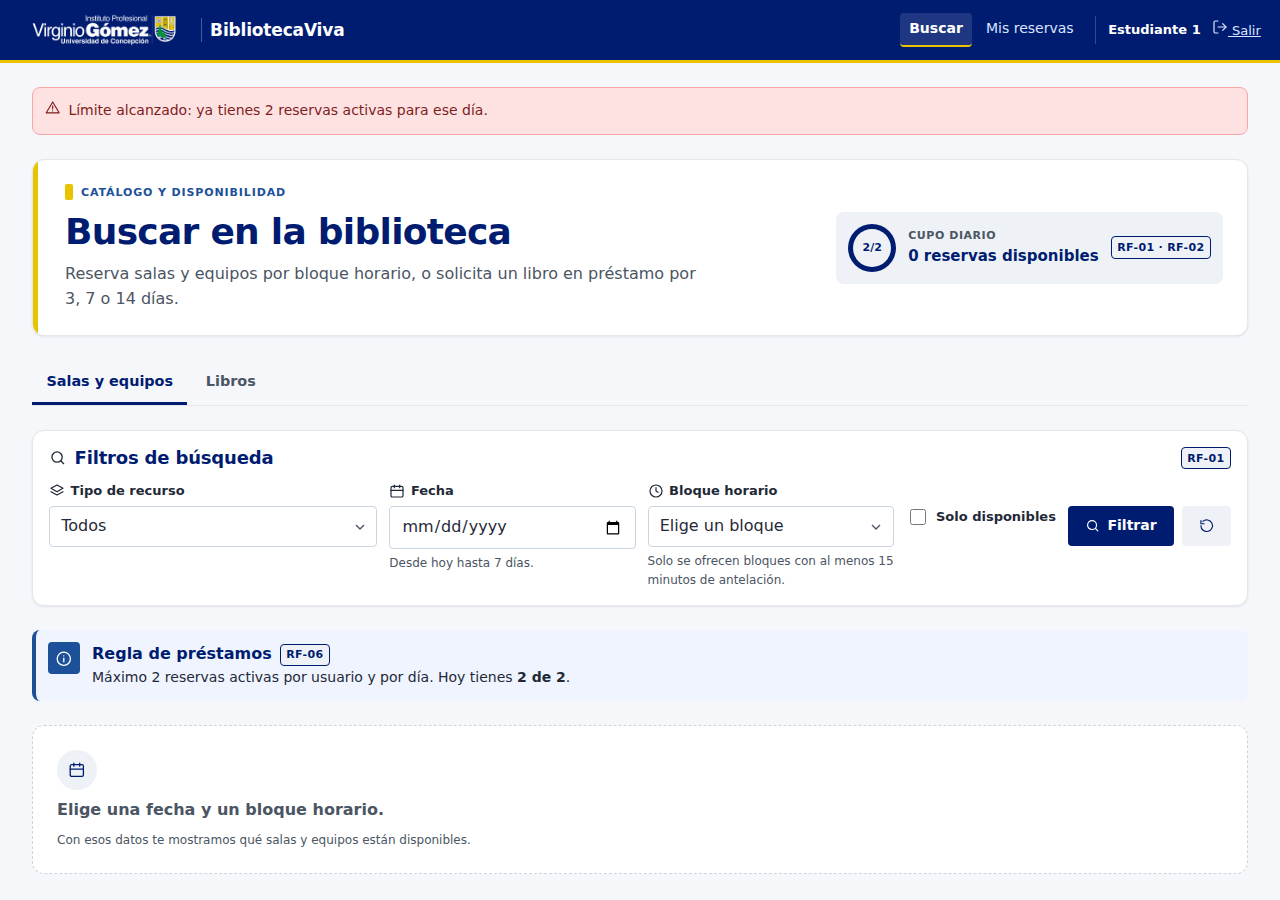 Instituto Profesional
VirginioGómez
Universidad de Concepción
BibliotecaViva
Buscar
Mis reservas
Estudiante 1
Salir
Límite alcanzado: ya tienes 2 reservas activas para ese día.
CATÁLOGO Y DISPONIBILIDAD
Buscar en la biblioteca
Reserva salas y equipos por bloque horario, o solicita un libro en préstamo por
3, 7 o 14 días.
2/2
CUPO DIARIO
0 reservas disponibles
RF-01 · RF-02
Salas y equipos
Libros
Filtros de búsqueda
RF-01
Tipo de recurso
Todos
Fecha
mm/dd/yyyy
Desde hoy hasta 7 días.
Bloque horario
Elige un bloque
Solo se ofrecen bloques con al menos 15
minutos de antelación.
Solo disponibles
Filtrar
Regla de préstamos RF-06
Máximo 2 reservas activas por usuario y por día. Hoy tienes 2 de 2.
Elige una fecha y un bloque horario.
Con esos datos te mostramos qué salas y equipos están disponibles.